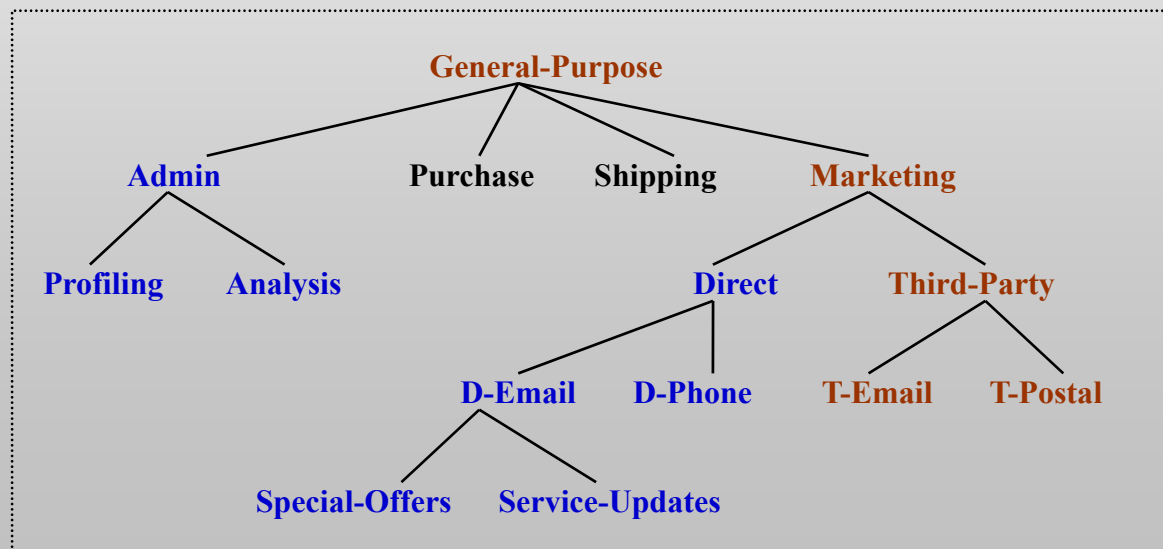 General-Purpose
Admin Purchase Shipping Marketing
Profiling Analysis Direct Third-Party
D-Email D-Phone T-Email T-Postal
Special-Offers Service-Updates